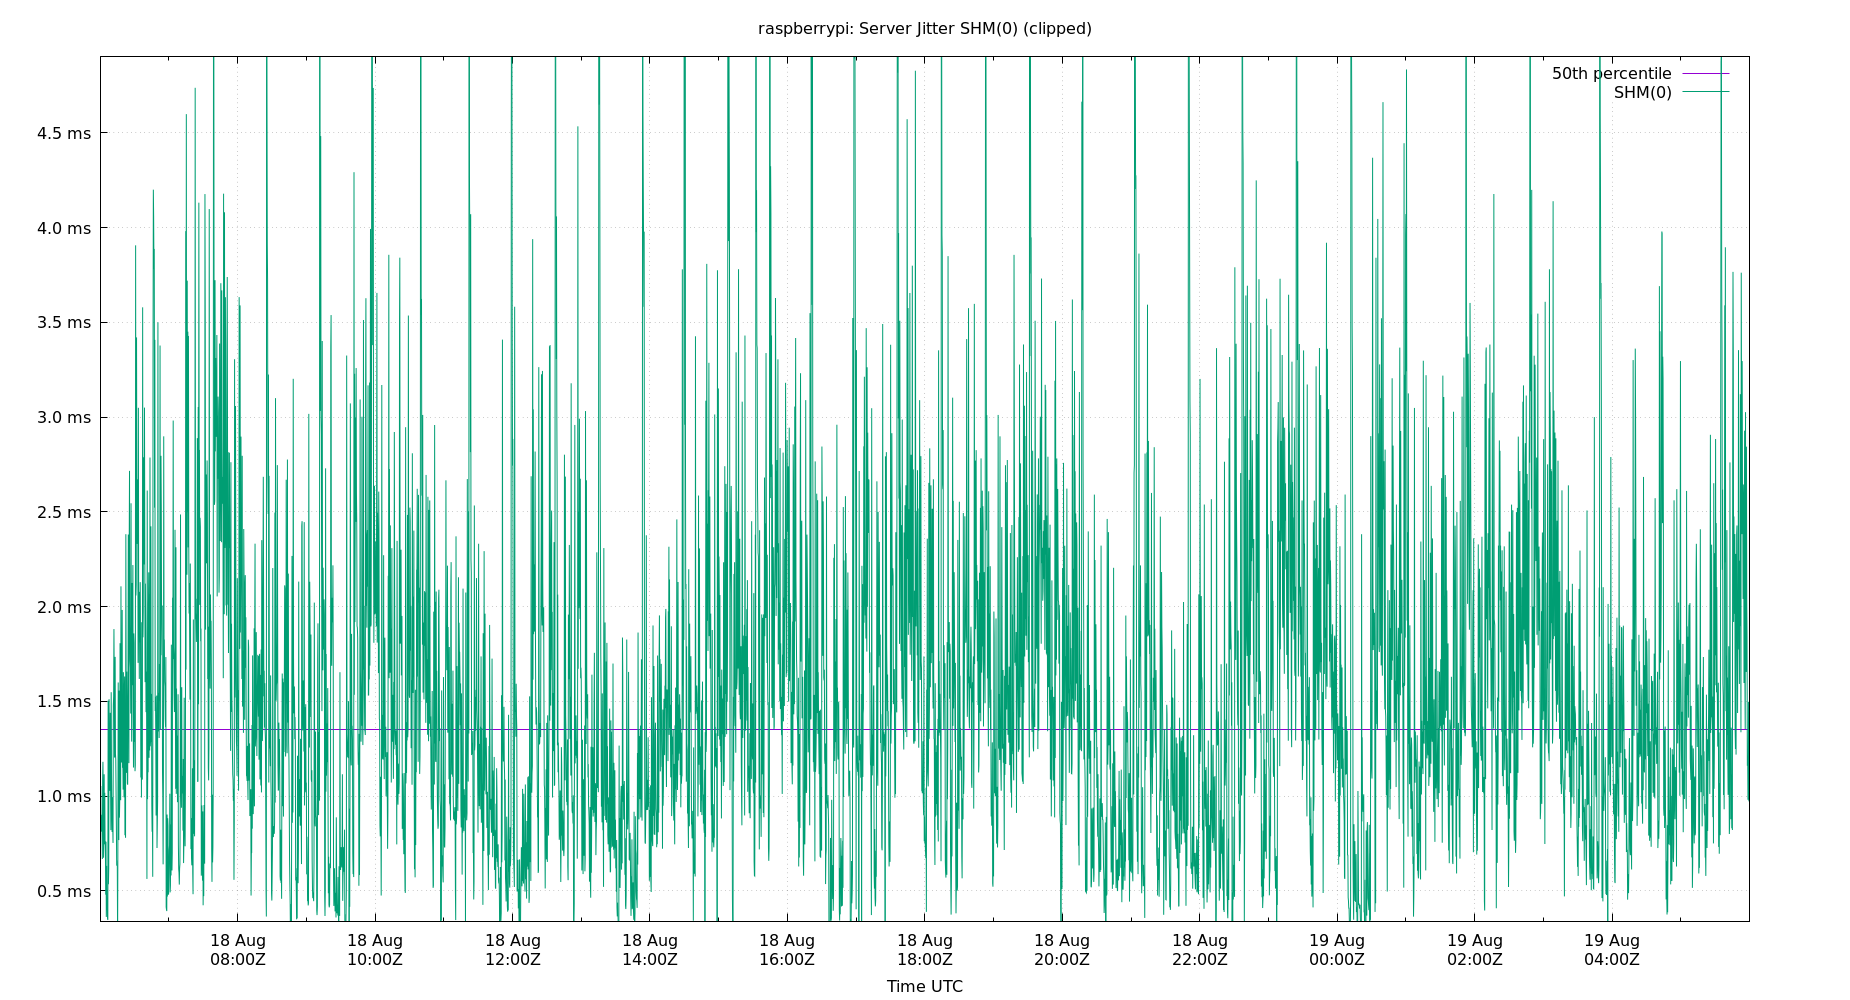 raspberrypi: Server Jitter SHM(0) (clipped)
50th percentile
SHM(0)
4.5 ms
4.0 ms
3.5 ms
3.0 ms
2.5 ms
2.0 ms
1.5 ms
1.0 ms
0.5 ms
18 Aug 18 Aug 18 Aug 18 Aug 18 Aug 18 Aug 18 Aug 18 Aug 19 Aug 19 Aug 19 Aug
08:00Z 10:00Z 12:00Z 14:00Z 16:00Z 18:00Z 20:00Z 22:00Z 00:00Z 02:00Z 04:00Z
Time UTC